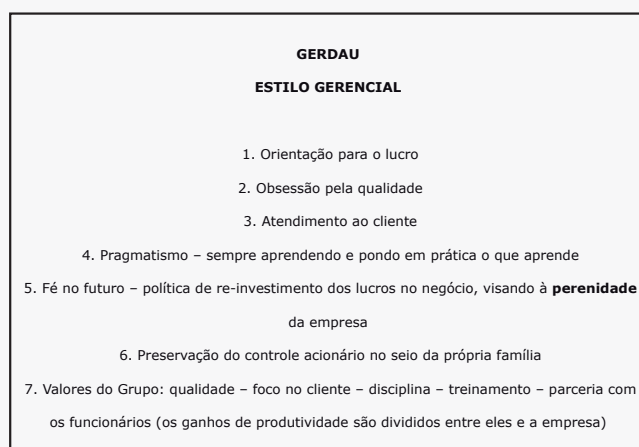 GERDAU
ESTILO GERENCIAL
1. Orientação para o lucro
2. Obsessão pela qualidade
3. Atendimento ao cliente
4. Pragmatismo – sempre aprendendo e pondo em prática o que aprende
5. Fé no futuro – política de re-investimento dos lucros no negócio, visando à perenidade
da empresa
6. Preservação do controle acionário no seio da própria família
7. Valores do Grupo: qualidade – foco no cliente – disciplina – treinamento – parceria com
os funcionários (os ganhos de produtividade são divididos entre eles e a empresa)